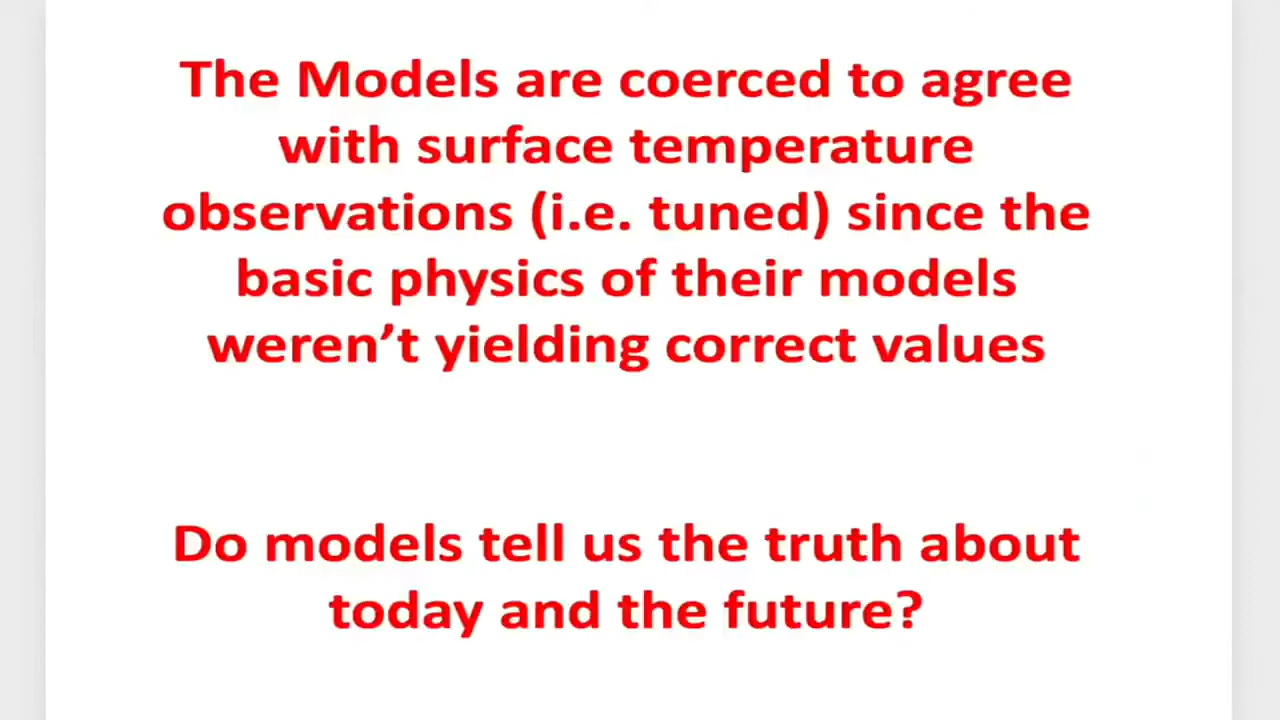 The Models are coerced to agree
with surface temperature
observations (i.e. tuned) since the
basic physics of their models
weren’t yielding correct values
Do models tell us the truth about
today and the future?